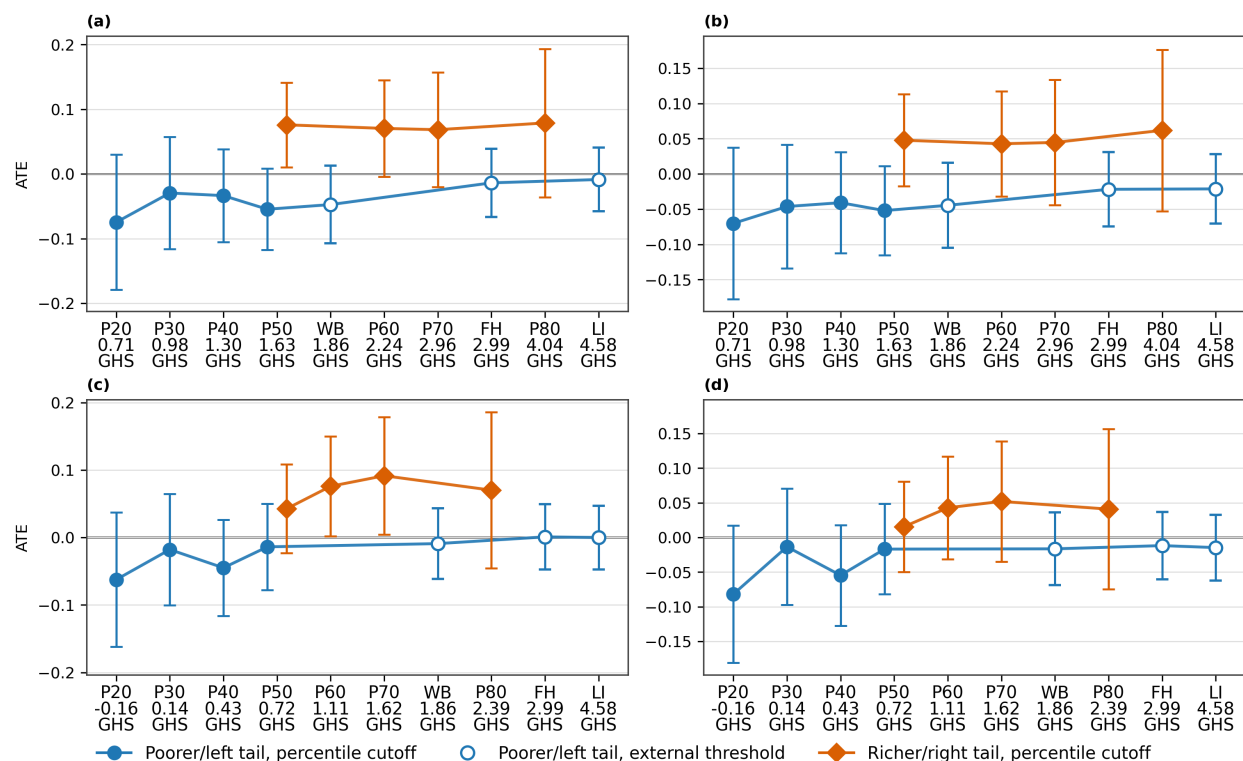 (a)
0.2
0.1
0.0
−0.1
−0.2
ATE
P20 P30 P40 P50 WB P60 P70 FH P80 LI
0.71 0.98 1.30 1.63 1.86 2.24 2.96 2.99 4.04 4.58
GHS GHS GHS GHS GHS GHS GHS GHS GHS GHS
(b)
0.15
0.10
0.05
0.00
−0.05
−0.10
−0.15
P20 P30 P40 P50 WB P60 P70 FH P80 LI
0.71 0.98 1.30 1.63 1.86 2.24 2.96 2.99 4.04 4.58
GHS GHS GHS GHS GHS GHS GHS GHS GHS GHS
(c)
0.2
0.1
0.0
−0.1
−0.2
ATE
P20 P30 P40 P50 P60 P70 WB P80 FH LI
-0.16 0.14 0.43 0.72 1.11 1.62 1.86 2.39 2.99 4.58
GHS GHS GHS GHS GHS GHS GHS GHS GHS GHS
(d)
0.15
0.10
0.05
0.00
−0.05
−0.10
−0.15
P20 P30 P40 P50 P60 P70 WB P80 FH LI
-0.16 0.14 0.43 0.72 1.11 1.62 1.86 2.39 2.99 4.58
GHS GHS GHS GHS GHS GHS GHS GHS GHS GHS
Poorer/left tail, percentile cutoff
Poorer/left tail, external threshold
Richer/right tail, percentile cutoff